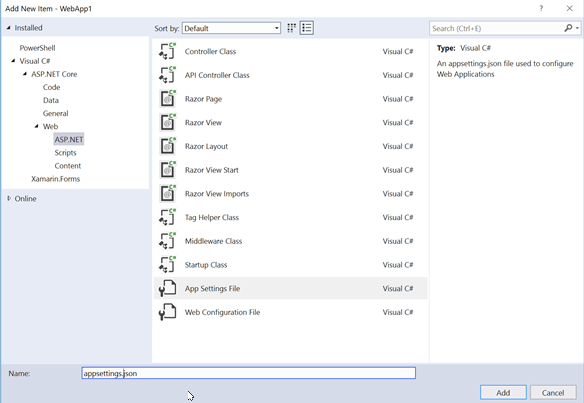 Add New Item - WebApp1
?
Installed
Sort by: Default
Search (Ctrl+E)
PowerShell
Visual C#
ASP.NET Core
Code
Data
General
Web
ASP.NET
Scripts
Content
Xamarin.Forms
Online
Controller Class Visual C#
API Controller Class Visual C#
Razor Page Visual C#
Razor View Visual C#
Razor Layout Visual C#
Razor View Start Visual C#
Razor View Imports Visual C#
Tag Helper Class Visual C#
Middleware Class Visual C#
Startup Class Visual C#
App Settings File Visual C#
Web Configuration File Visual C#
Type: Visual C#
An appsettings.json file used to configure
Web Applications
Name: appsettings.json
Add Cancel